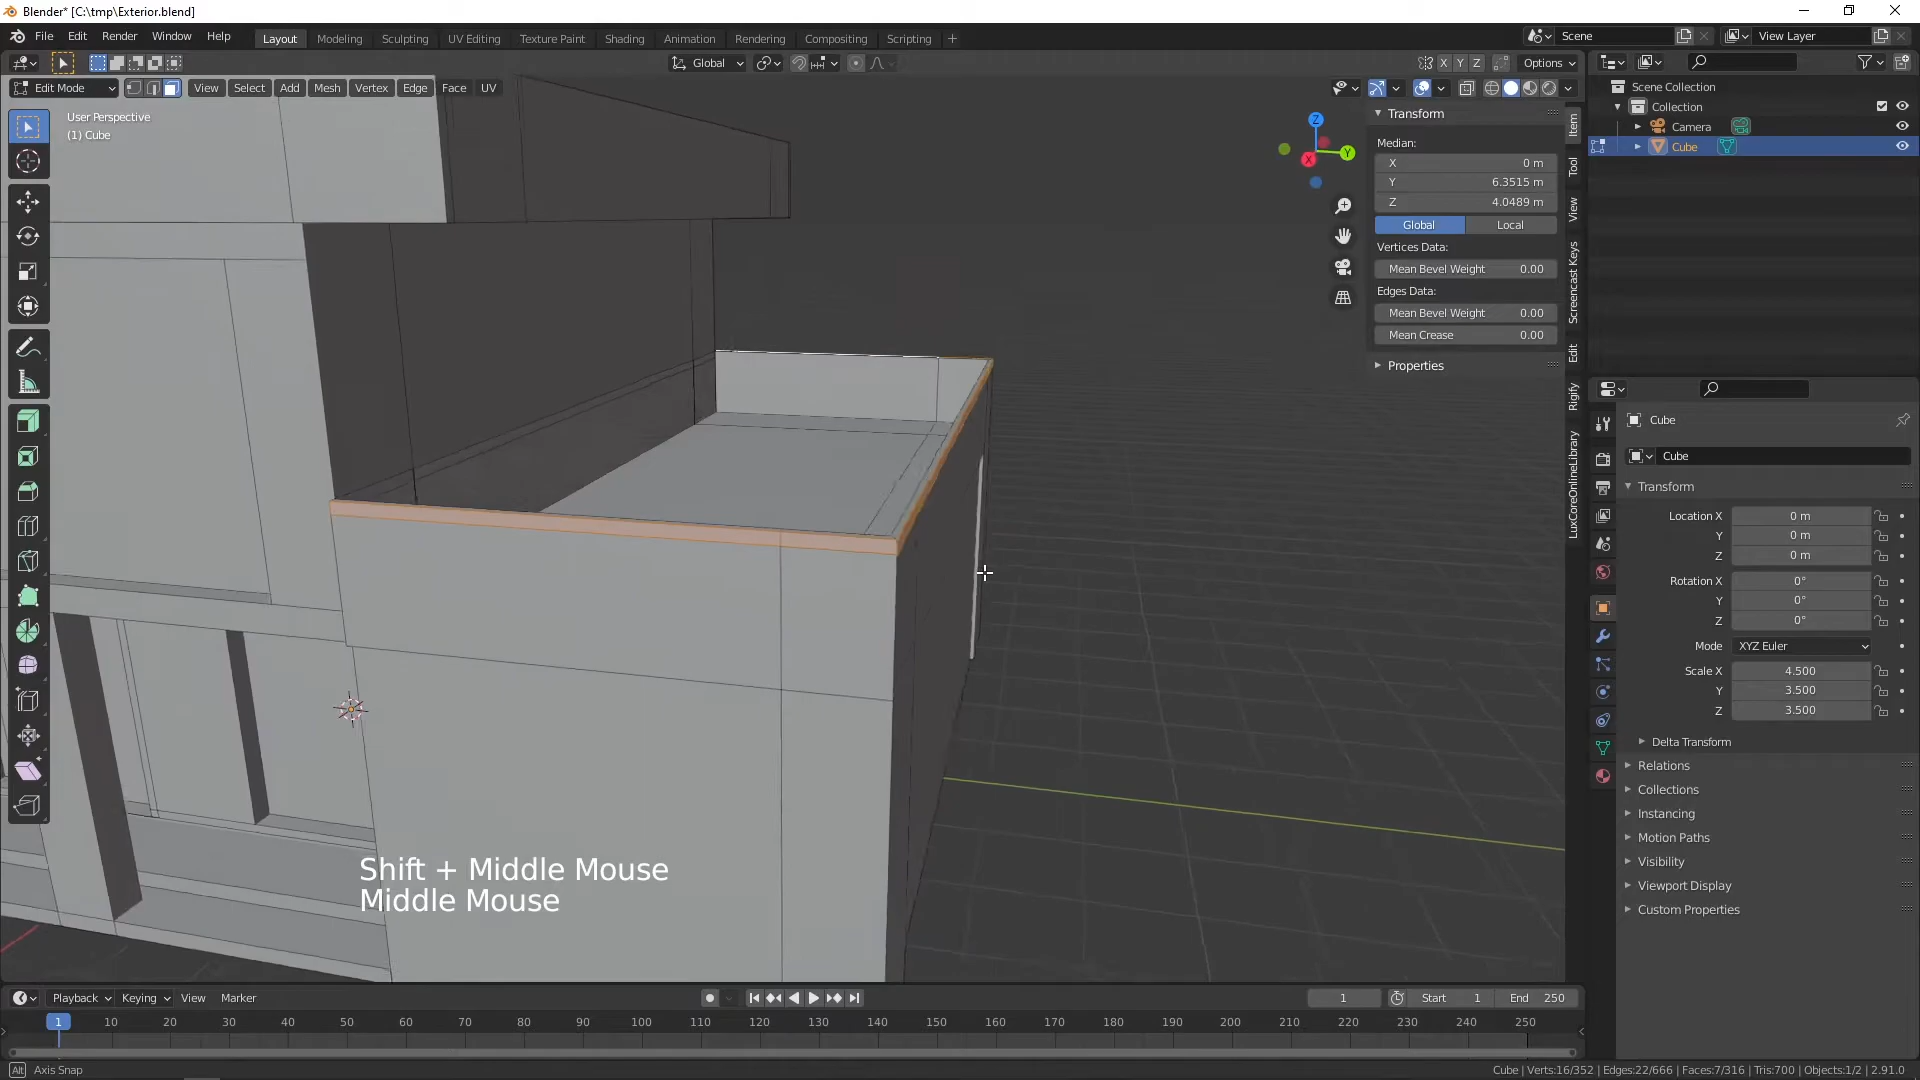 Blender* [C:\tmp\Exterior.blend]
File Edit Render Window Help
Layout Modeling Sculpting UV Editing Texture Paint Shading Animation Rendering Compositing Scripting +
Scene
View Layer
Global
X Y Z
Options
Edit Mode
View Select Add Mesh Vertex Edge Face UV
User Perspective
(1) Cube
Z
Y
X
Transform
Median:
X 0 m
Y 6.3515 m
Z 4.0489 m
Global Local
Vertices Data:
Mean Bevel Weight 0.00
Edges Data:
Mean Bevel Weight 0.00
Mean Crease 0.00
Properties
Item
Tool
View
Screencast Keys
Edit
Rigify
LuxCoreOnlineLibrary
Scene Collection
Collection
Camera
Cube
Cube
Cube
Transform
Location X 0 m
Y 0 m
Z 0 m
Rotation X 0°
Y 0°
Z 0°
Mode XYZ Euler
Scale X 4.500
Y 3.500
Z 3.500
Delta Transform
Relations
Collections
Instancing
Motion Paths
Visibility
Viewport Display
Custom Properties
Shift + Middle Mouse
Middle Mouse
Playback Keying View Marker
1 Start 1 End 250
1 10 20 30 40 50 60 70 80 90 100 110 120 130 140 150 160 170 180 190 200 210 220 230 240 250
Alt Axis Snap
Cube | Verts:16/352 | Edges:22/666 | Faces:7/316 | Tris:700 | Objects:1/2 | 2.91.0